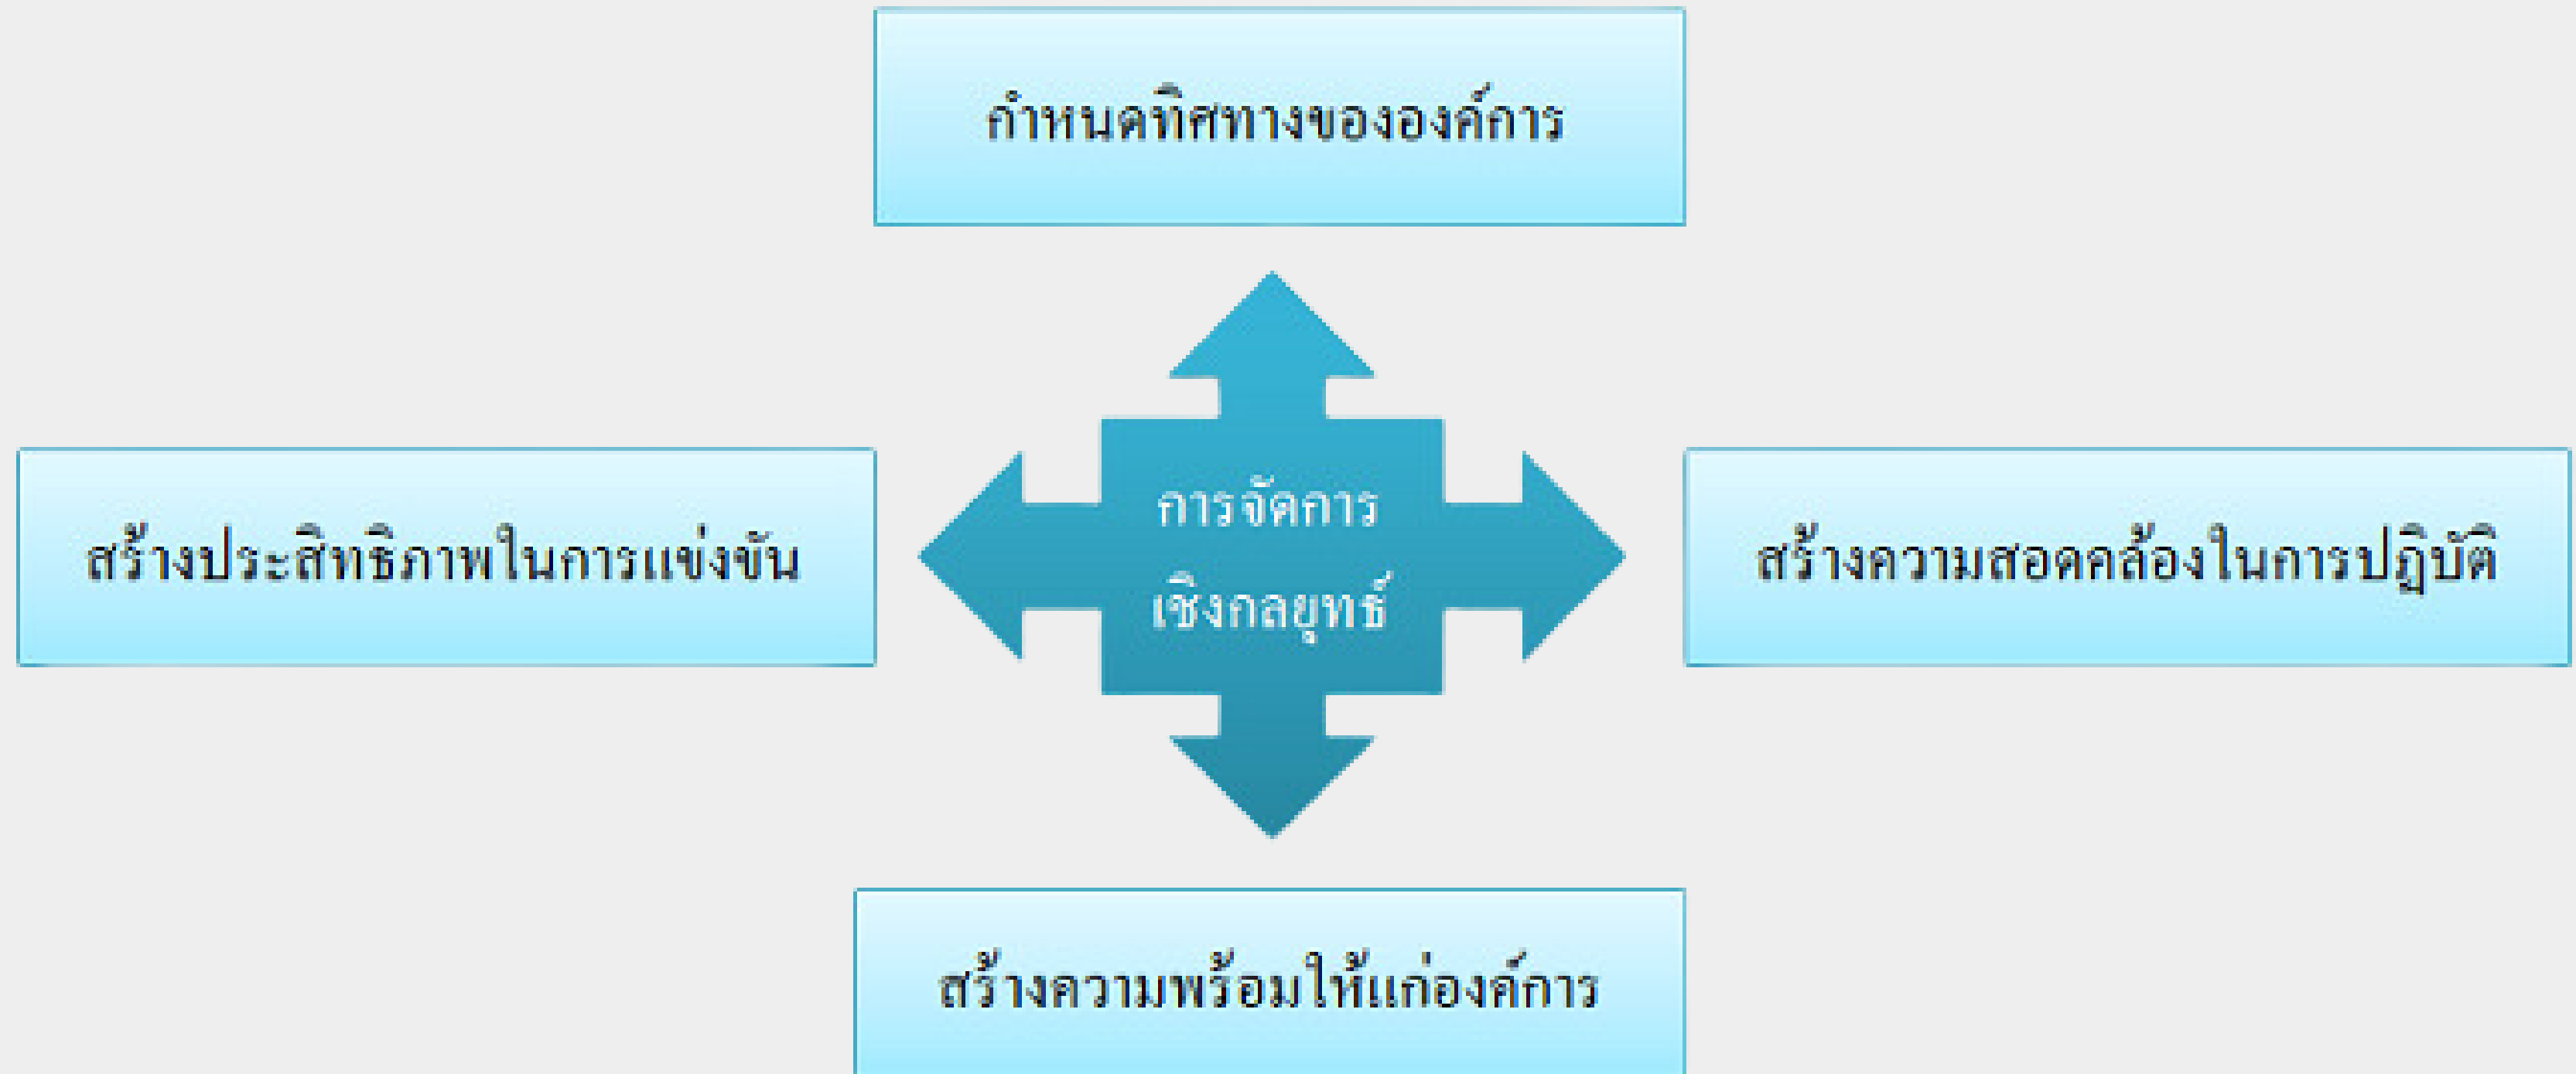 กำหนดทิศทางขององค์การ
สร้างประสิทธิภาพในการแข่งขัน
การจัดการ
เชิงกลยุทธ์
สร้างความสอดคล้องในการปฏิบัติ
สร้างความพร้อมให้แก่องค์การ